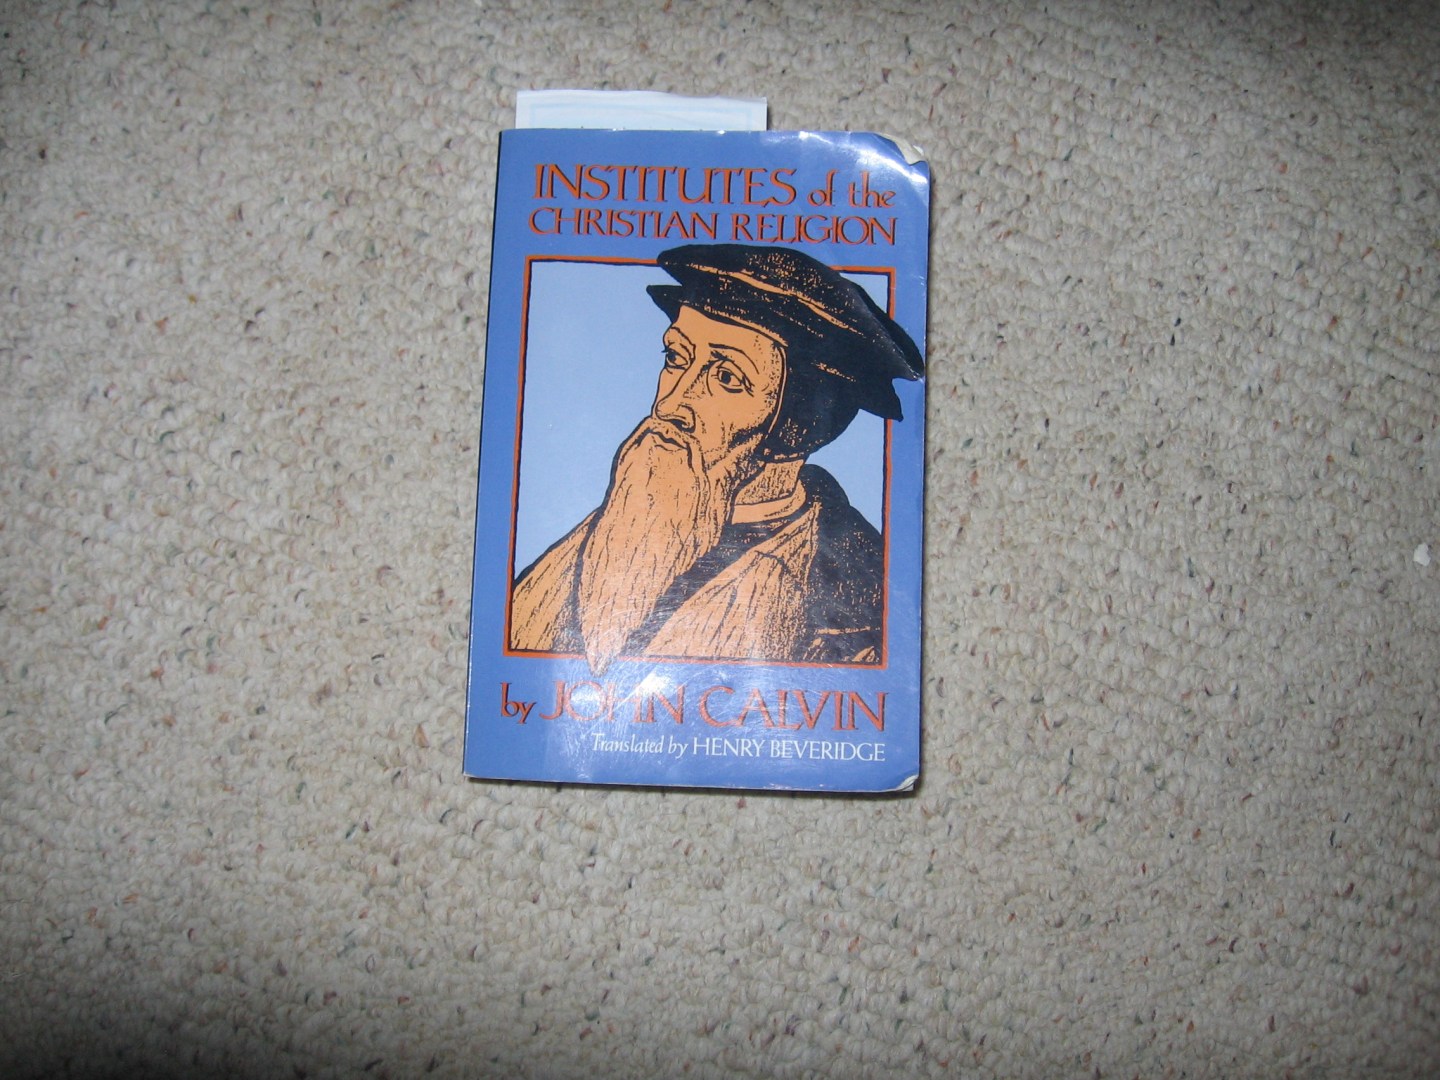 INSTITUTES of the
CHRISTIAN RELIGION
by JOHN CALVIN
Translated by HENRY BEVERIDGE